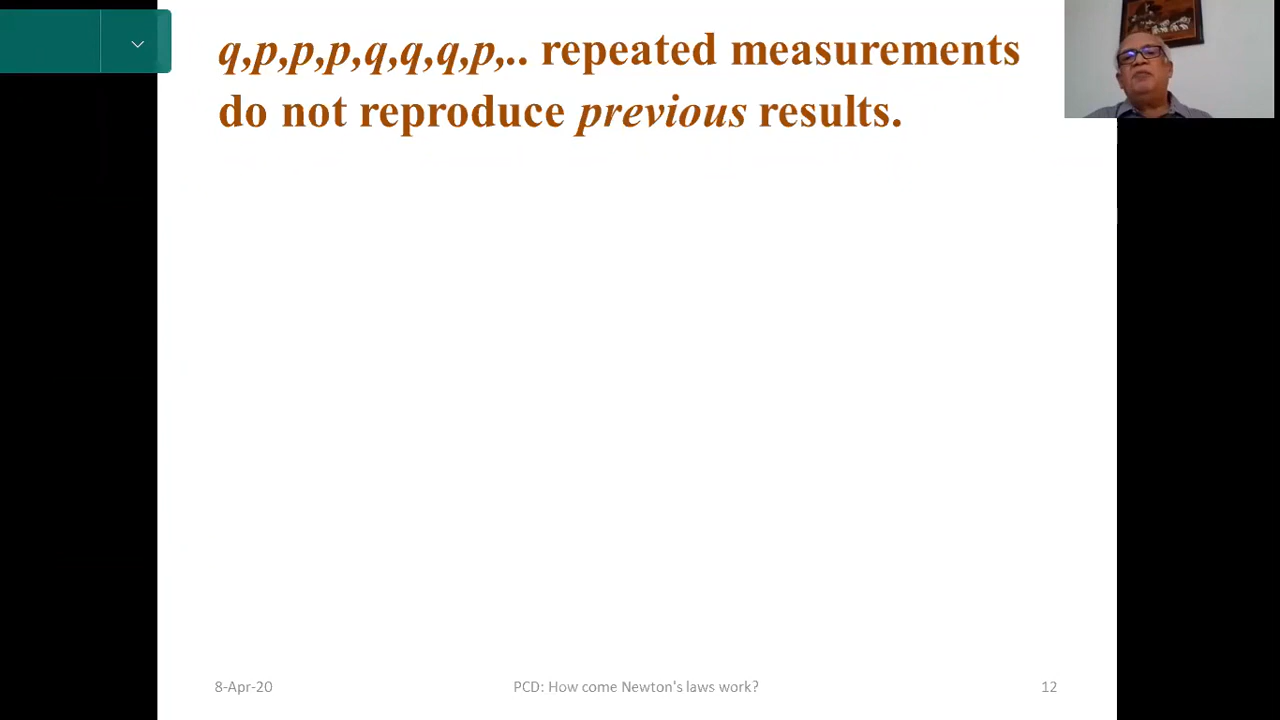 q,p,p,p,q,q,q,p,.. repeated measurements
do not reproduce previous results.
8-Apr-20
PCD: How come Newton's laws work?
12